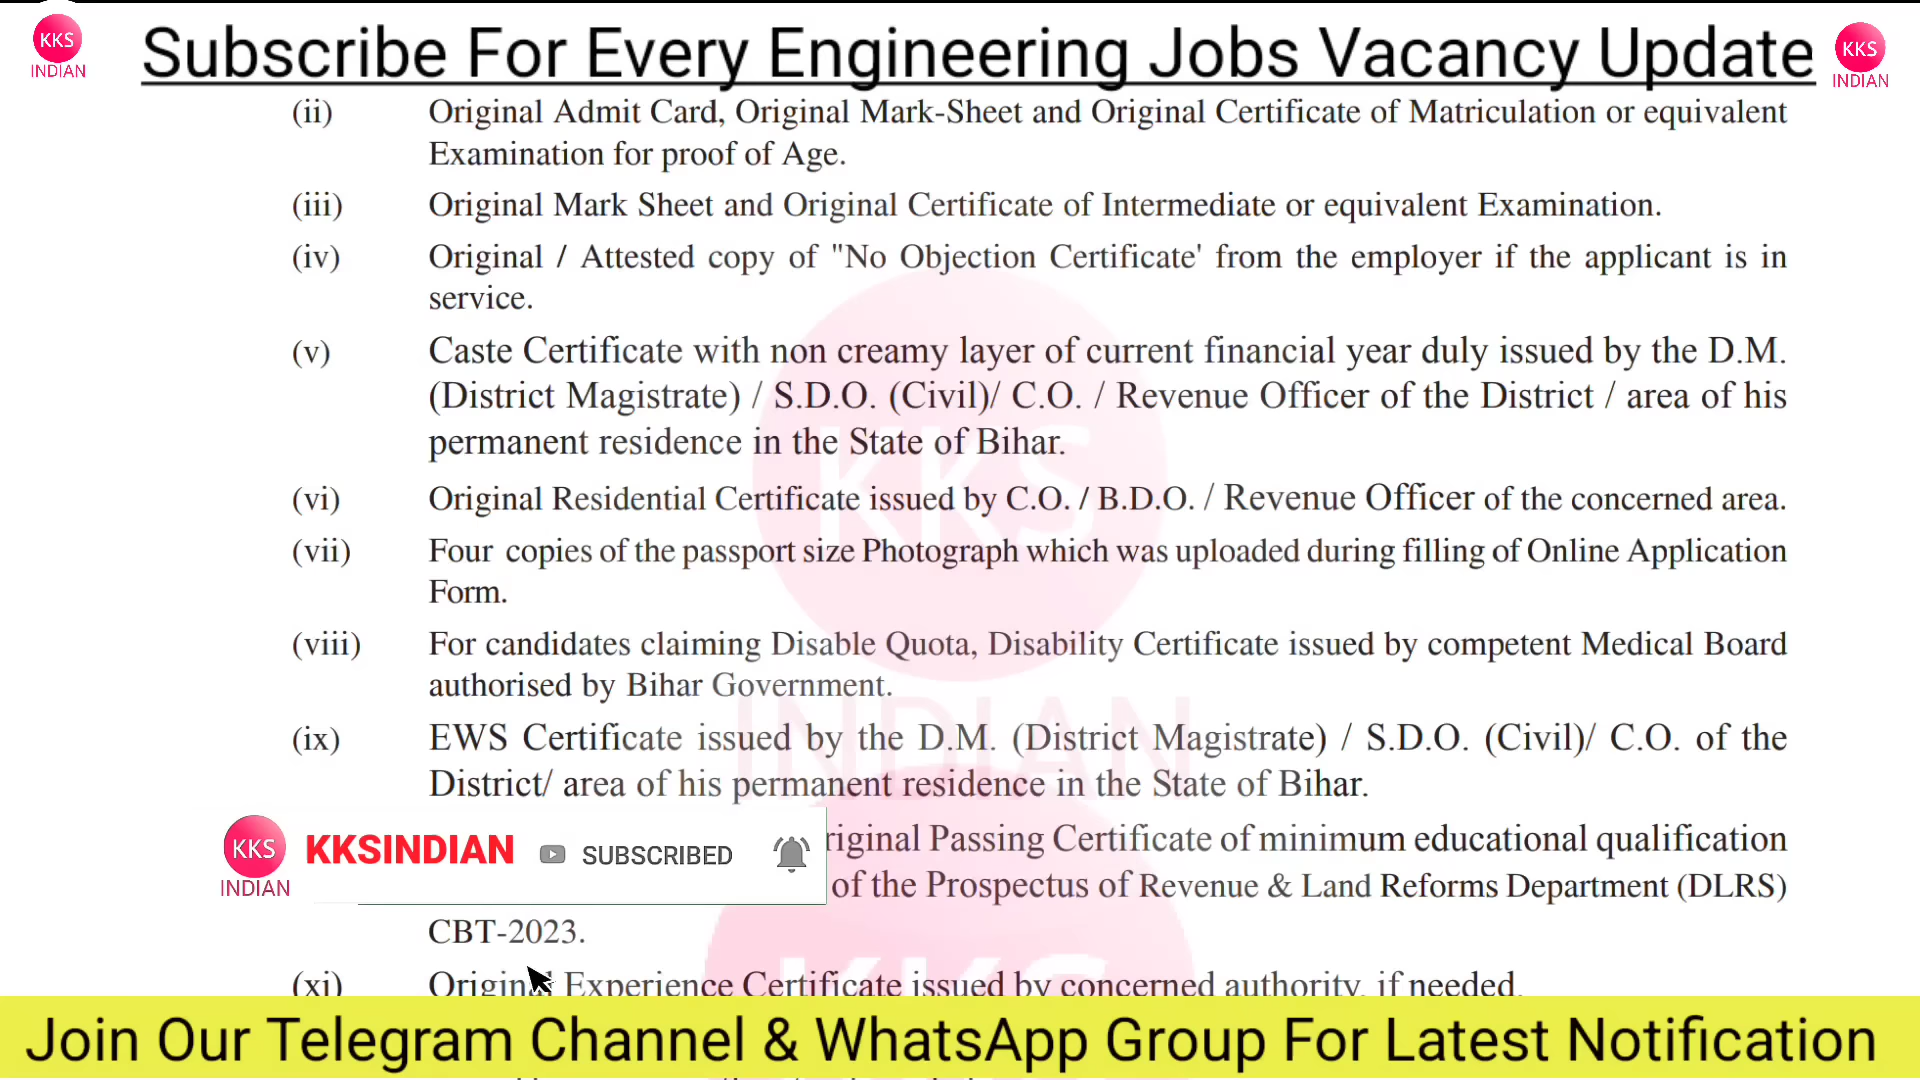 KKS
INDIAN
Subscribe For Every Engineering Jobs Vacancy Update
KKS
INDIAN
(ii) Original Admit Card, Original Mark-Sheet and Original Certificate of Matriculation or equivalent
Examination for proof of Age.
(iii) Original Mark Sheet and Original Certificate of Intermediate or equivalent Examination.
(iv) Original / Attested copy of "No Objection Certificate' from the employer if the applicant is in
service.
(v) Caste Certificate with non creamy layer of current financial year duly issued by the D.M.
(District Magistrate) / S.D.O. (Civil)/ C.O. / Revenue Officer of the District / area of his
permanent residence in the State of Bihar.
(vi) Original Residential Certificate issued by C.O. / B.D.O. / Revenue Officer of the concerned area.
(vii) Four copies of the passport size Photograph which was uploaded during filling of Online Application
Form.
(viii) For candidates claiming Disable Quota, Disability Certificate issued by competent Medical Board
authorised by Bihar Government.
(ix) EWS Certificate issued by the D.M. (District Magistrate) / S.D.O. (Civil)/ C.O. of the
District/ area of his permanent residence in the State of Bihar.
riginal Passing Certificate of minimum educational qualification
of the Prospectus of Revenue & Land Reforms Department (DLRS)
CBT-2023.
(xi) Original Experience Certificate issued by concerned authority, if needed.
KKS
INDIAN
KKSINDIAN SUBSCRIBED
KKS
INDIAN
KKS
Join Our Telegram Channel & WhatsApp Group For Latest Notification